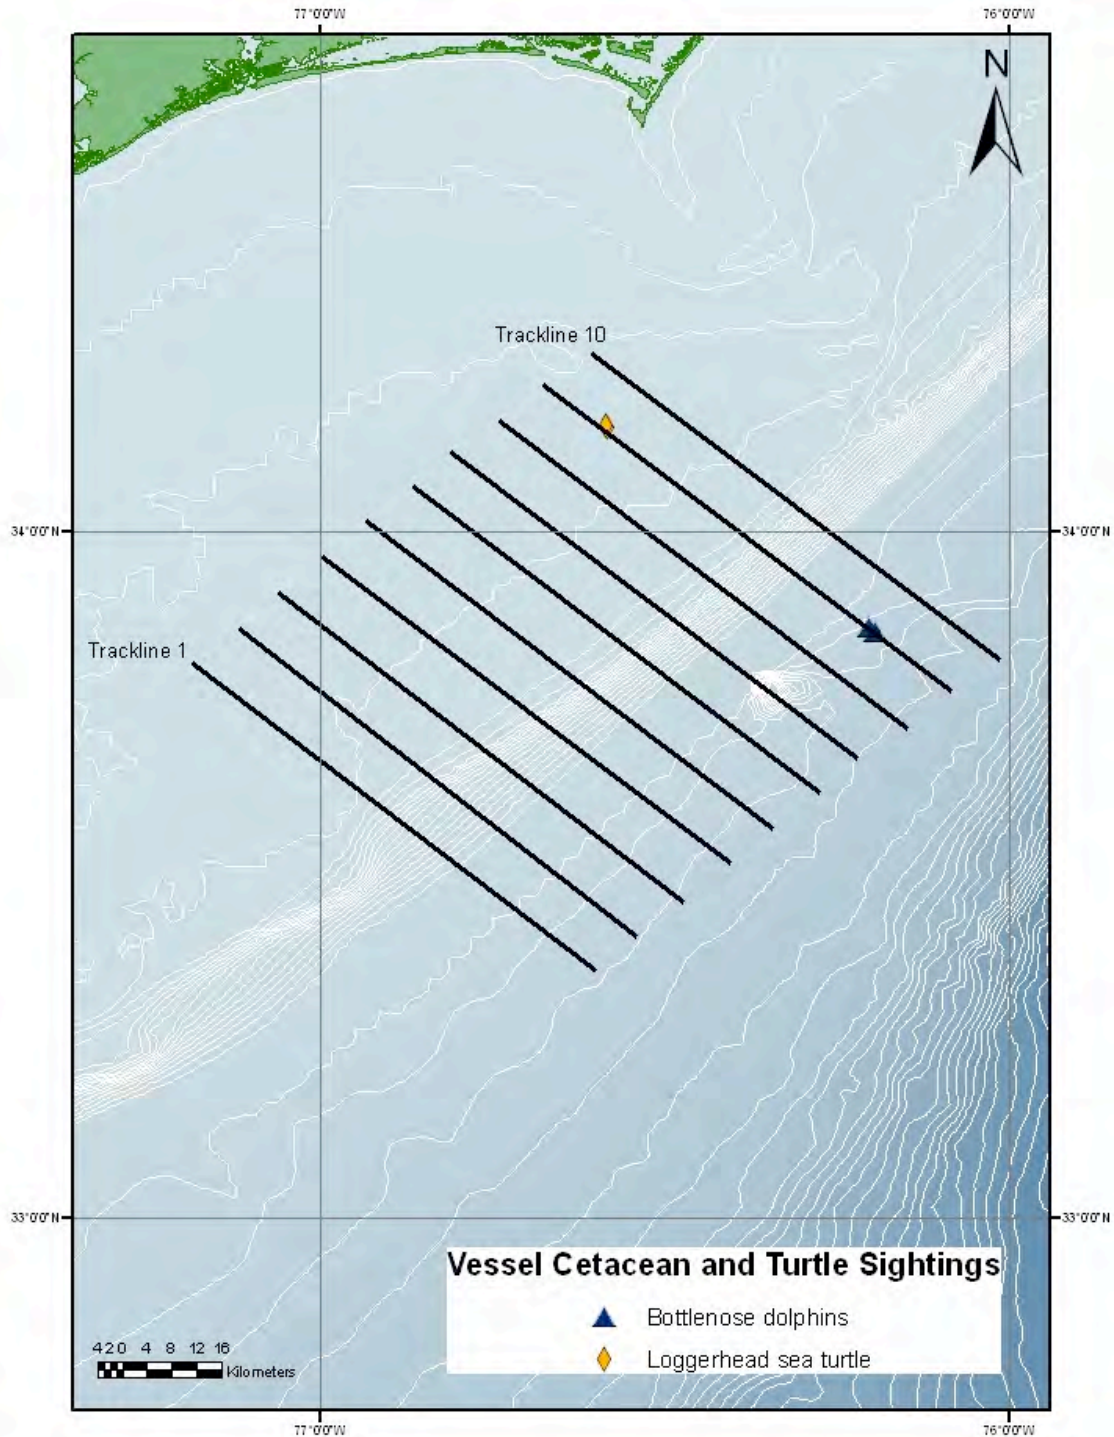 77°0'0"W 76°0'0"W
N
Trackline 10
34°0'0"N 34°0'0"N
Trackline 1
33°0'0"N 33°0'0"N
Vessel Cetacean and Turtle Sightings
Bottlenose dolphins
Loggerhead sea turtle
4 2 0 4 8 12 16
Kilometers
77°0'0"W 76°0'0"W